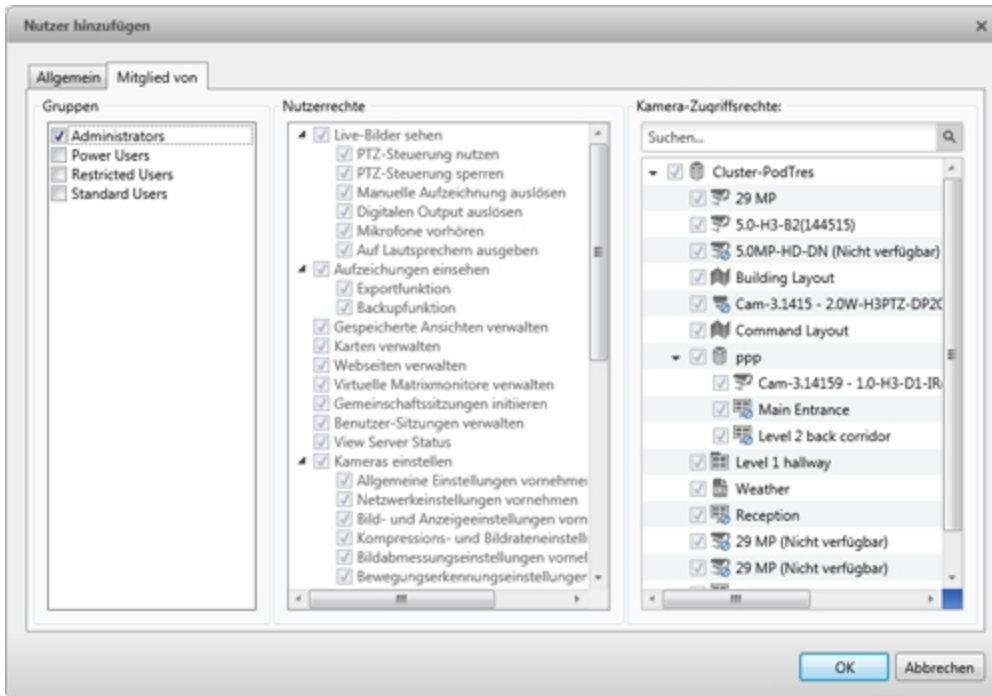 Nutzer hinzufügen
Allgemein
Mitglied von
Gruppen
Administrators
Power Users
Restricted Users
Standard Users
Nutzerrechte
Live-Bilder sehen
PTZ-Steuerung nutzen
PTZ-Steuerung sperren
Manuelle Aufzeichnung auslösen
Digitalen Output auslösen
Mikrofone vorhören
Auf Lautsprechern ausgeben
Aufzeichungen einsehen
Exportfunktion
Backupfunktion
Gespeicherte Ansichten verwalten
Karten verwalten
Webseiten verwalten
Virtuelle Matrixmonitore verwalten
Gemeinschaftssitzungen initiieren
Benutzer-Sitzungen verwalten
View Server Status
Kameras einstellen
Allgemeine Einstellungen vornehmen
Netzwerkeinstellungen vornehmen
Bild- und Anzeigeeinstellungen vorn
Kompressions- und Bildrateneinstell
Bildabmessungseinstellungen vorne
Bewegungserkennungseinstellunger
Kamera-Zugriffsrechte:
Suchen...
Cluster-PodTres
29 MP
5.0-H3-B2(144515)
5.0MP-HD-DN (Nicht verfügbar)
Building Layout
Cam-3.1415 - 2.0W-H3PTZ-DP20
Command Layout
ppp
Cam-3.14159 - 1.0-H3-D1-IR
Main Entrance
Level 2 back corridor
Level 1 hallway
Weather
Reception
29 MP (Nicht verfügbar)
29 MP (Nicht verfügbar)
OK
Abbrechen